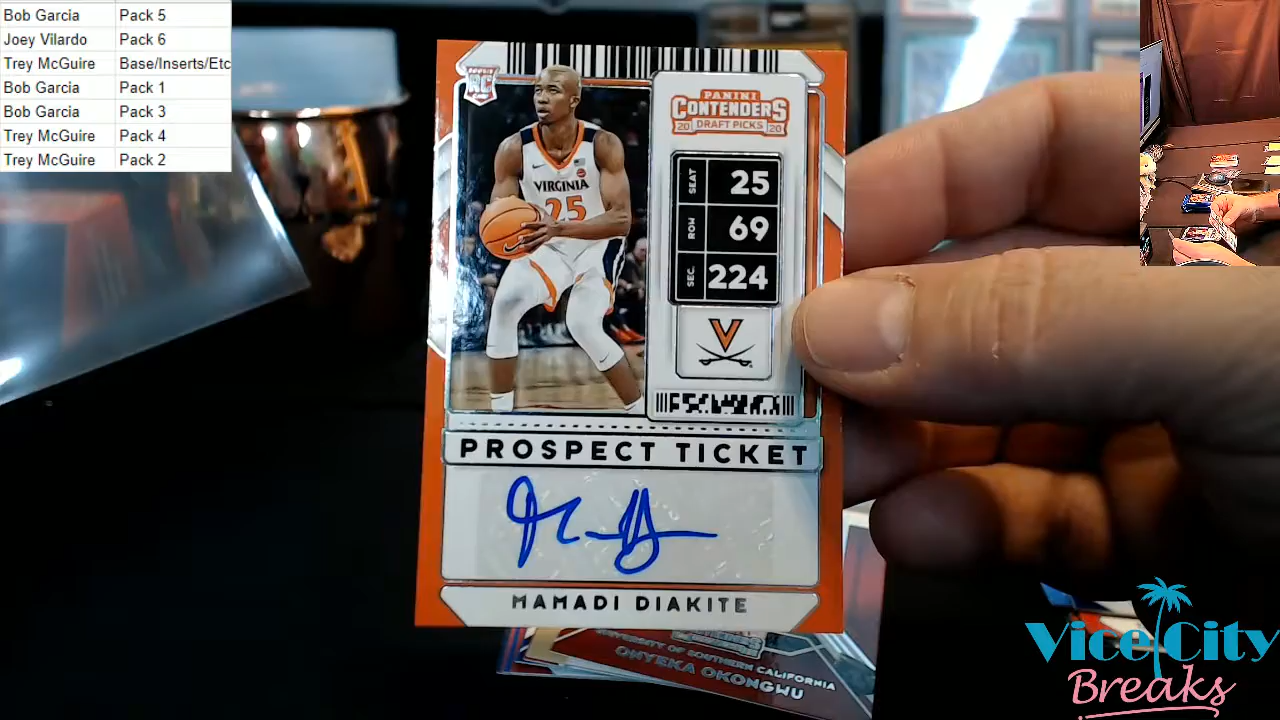 Bob Garcia Pack 5
Joey Vilardo Pack 6
Trey McGuire Base/Inserts/Etc
Bob Garcia Pack 1
Bob Garcia Pack 3
Trey McGuire Pack 4
Trey McGuire Pack 2
RC
PANINI
CONTENDERS
20 DRAFT PICKS 20
SEAT 25
ROW 69
SEC. 224
VIRGINIA
25
V
PROSPECT TICKET
MAMADI DIAKITE
UNIVERSITY OF SOUTHERN CALIFORNIA
ONYEKA OKONGWU
Vice City
Breaks